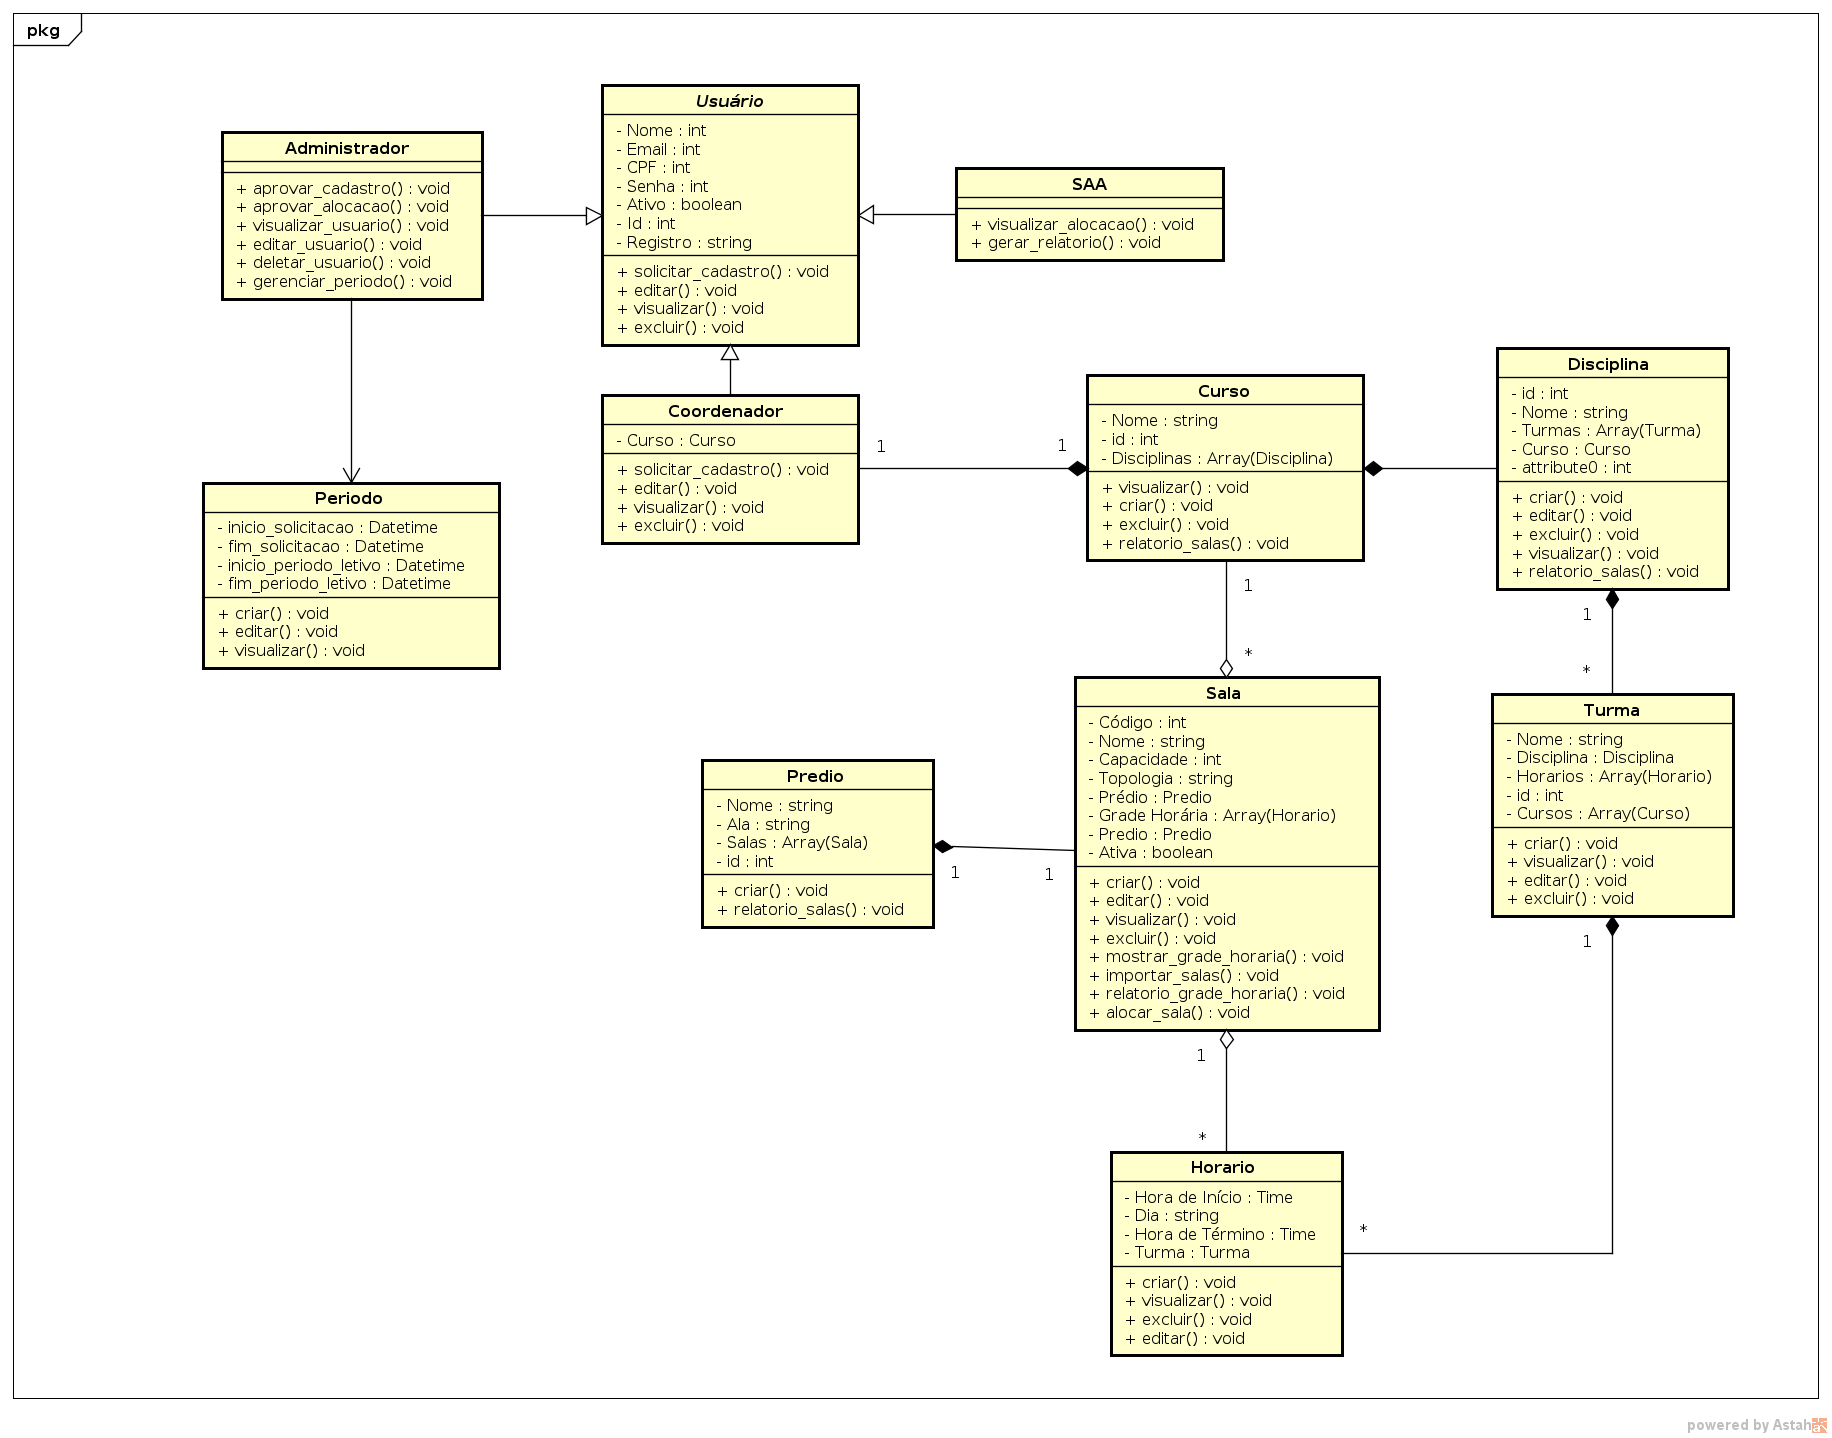 pkg
Usuário
- Nome : int
- Email : int
- CPF : int
- Senha : int
- Ativo : boolean
- Id : int
- Registro : string
+ solicitar_cadastro() : void
+ editar() : void
+ visualizar() : void
+ excluir() : void
Administrador
+ aprovar_cadastro() : void
+ aprovar_alocacao() : void
+ visualizar_usuario() : void
+ editar_usuario() : void
+ deletar_usuario() : void
+ gerenciar_periodo() : void
SAA
+ visualizar_alocacao() : void
+ gerar_relatorio() : void
Coordenador
- Curso : Curso
+ solicitar_cadastro() : void
+ editar() : void
+ visualizar() : void
+ excluir() : void
1
1
Curso
- Nome : string
- id : int
- Disciplinas : Array(Disciplina)
+ visualizar() : void
+ criar() : void
+ excluir() : void
+ relatorio_salas() : void
Disciplina
- id : int
- Nome : string
- Turmas : Array(Turma)
- Curso : Curso
- attribute0 : int
+ criar() : void
+ editar() : void
+ excluir() : void
+ visualizar() : void
+ relatorio_salas() : void
Periodo
- inicio_solicitacao : Datetime
- fim_solicitacao : Datetime
- inicio_periodo_letivo : Datetime
- fim_periodo_letivo : Datetime
+ criar() : void
+ editar() : void
+ visualizar() : void
1
*
1
*
Sala
- Código : int
- Nome : string
- Capacidade : int
- Topologia : string
- Prédio : Predio
- Grade Horária : Array(Horario)
- Predio : Predio
- Ativa : boolean
+ criar() : void
+ editar() : void
+ visualizar() : void
+ excluir() : void
+ mostrar_grade_horaria() : void
+ importar_salas() : void
+ relatorio_grade_horaria() : void
+ alocar_sala() : void
Turma
- Nome : string
- Disciplina : Disciplina
- Horarios : Array(Horario)
- id : int
- Cursos : Array(Curso)
+ criar() : void
+ visualizar() : void
+ editar() : void
+ excluir() : void
Predio
- Nome : string
- Ala : string
- Salas : Array(Sala)
- id : int
+ criar() : void
+ relatorio_salas() : void
1
1
1
1
*
*
Horario
- Hora de Início : Time
- Dia : string
- Hora de Término : Time
- Turma : Turma
+ criar() : void
+ visualizar() : void
+ excluir() : void
+ editar() : void
powered by Astah